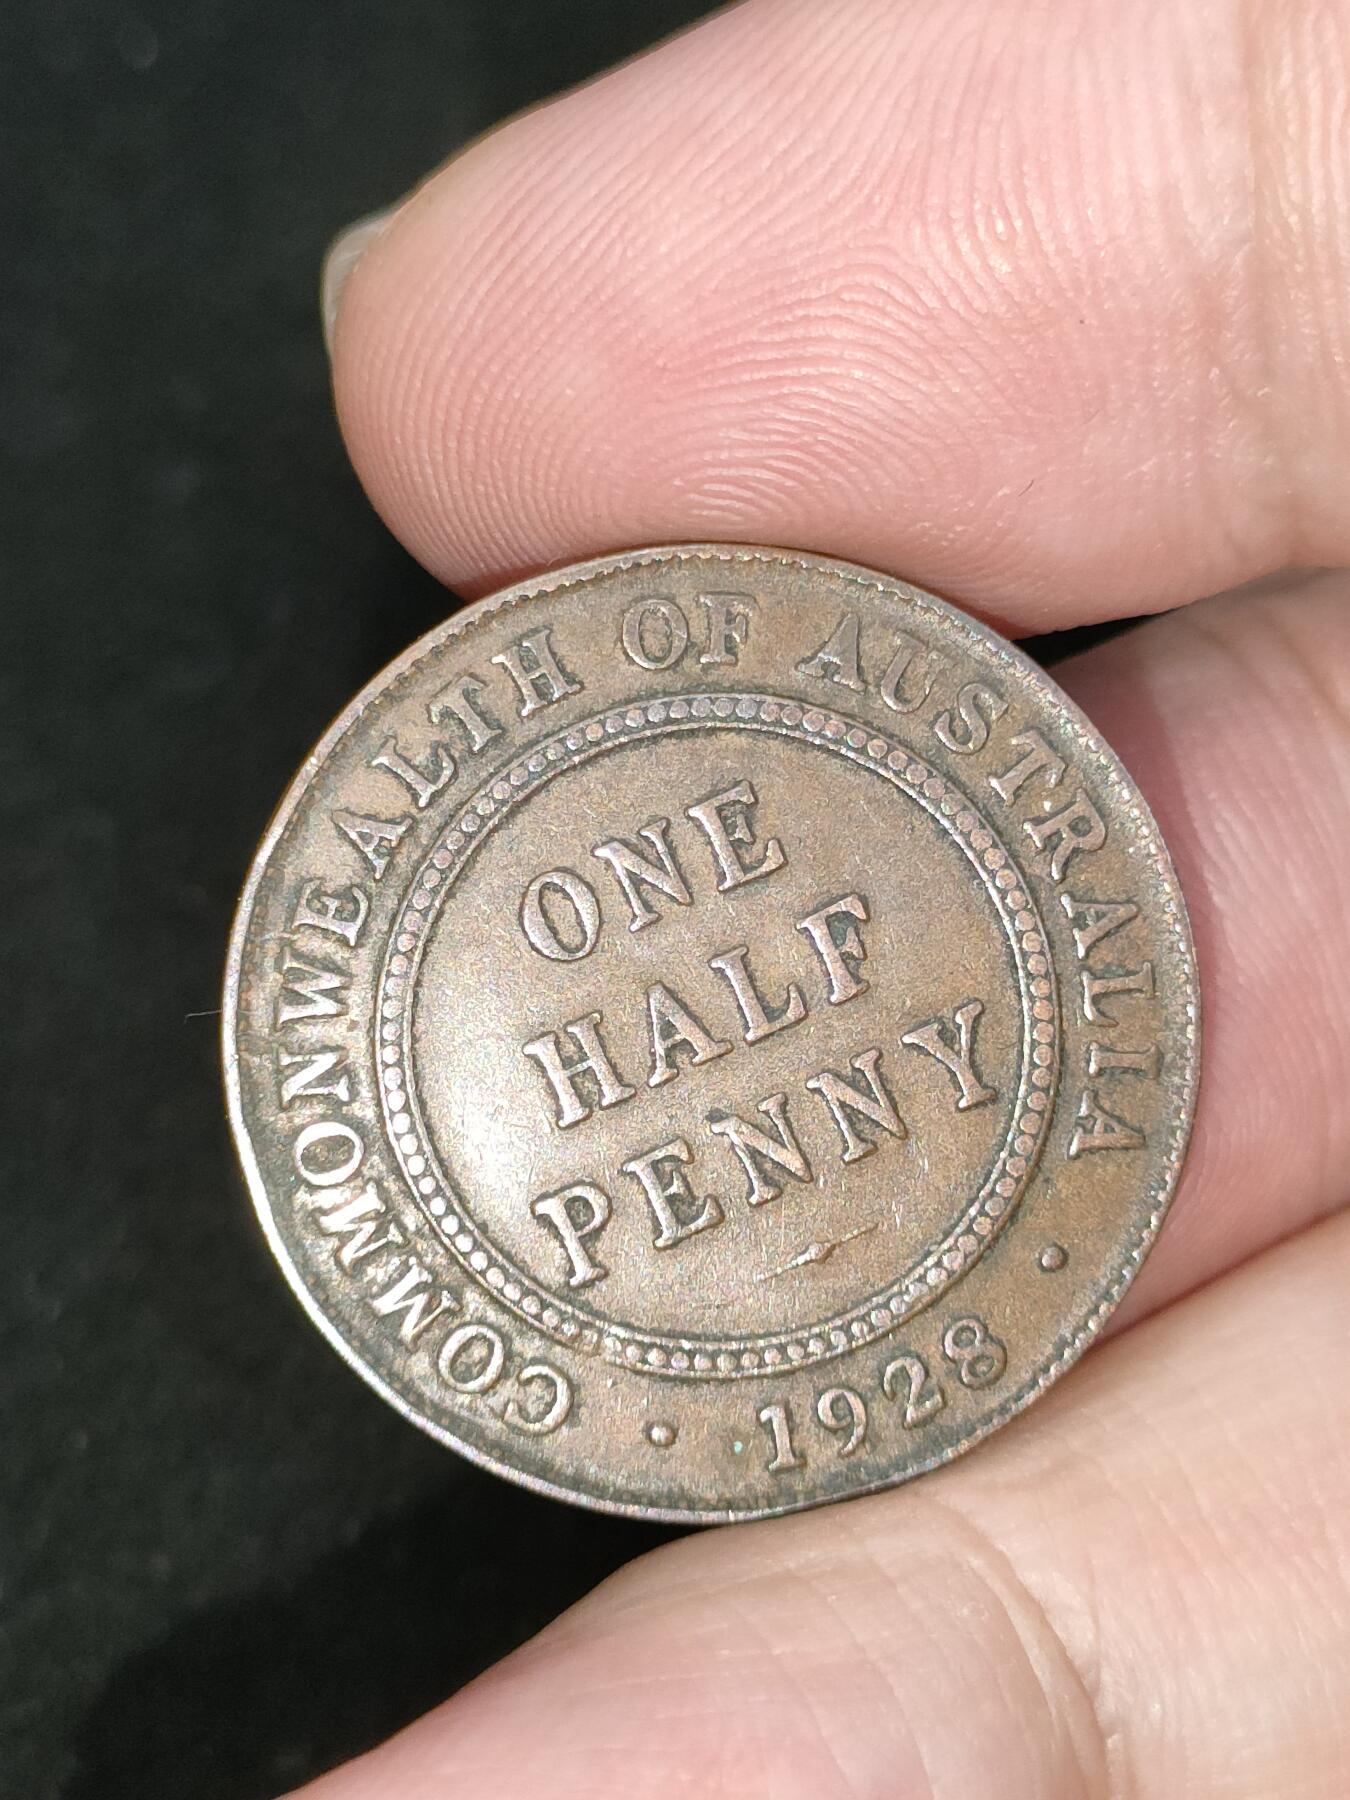 COMMONWEALTH OF AUSTRALIA
ONE
HALF
PENNY
· 1928 ·